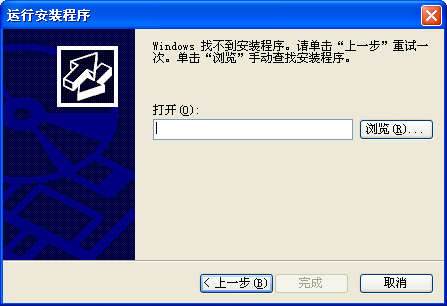 运行安装程序
Windows 找不到安装程序。请单击“上一步”重试一
次。单击“浏览”手动查找安装程序。
打开(O):
浏览(R)...
< 上一步(B)
完成
取消